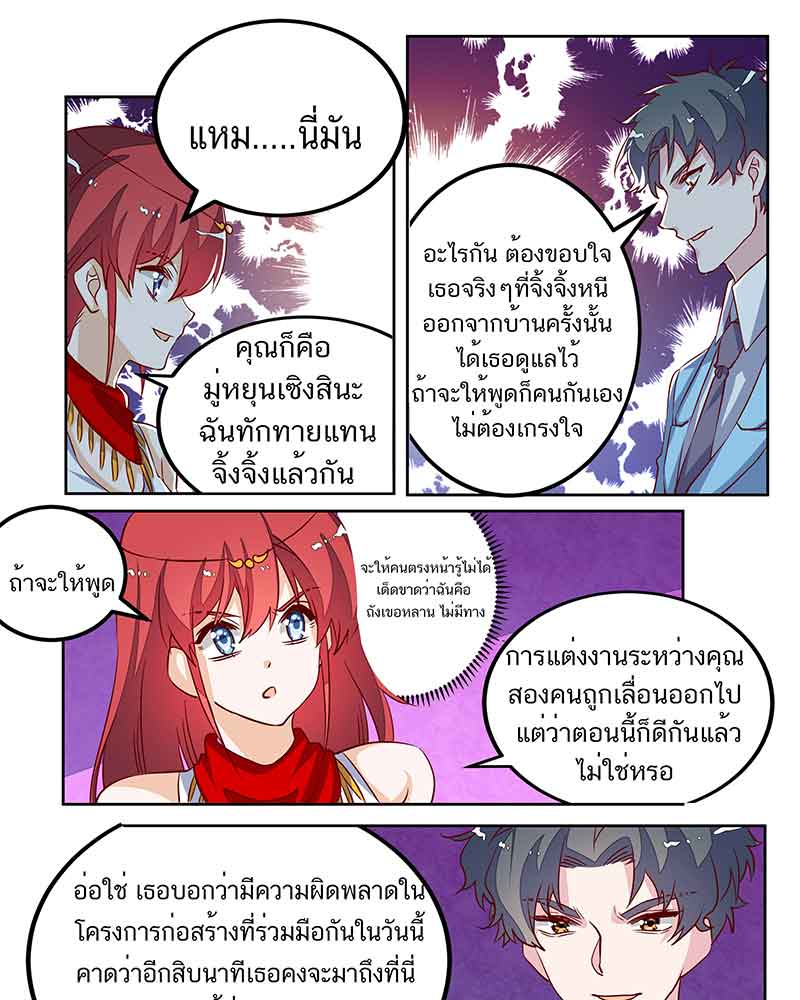 แหม.....นี่มัน
คุณก็คือ
มู่หยุนเซิงสินะ
ฉันทักทายแทน
จิ้งจิ้งแล้วกัน
อะไรกัน ต้องขอบใจ
เธอจริงๆที่จิ้งจิ้งหนี
ออกจากบ้านครั้งนั้น
ได้เธอดูแลไว้
ถ้าจะให้พูดก็คนกันเอง
ไม่ต้องเกรงใจ
ถ้าจะให้พูด
จะให้คนตรงหน้ารู้ไม่ได้
เด็ดขาดว่าฉันคือ
ถังเซอหลาน ไม่มีทาง
การแต่งงานระหว่างคุณ
สองคนถูกเลื่อนออกไป
แต่ว่าตอนนี้ก็ดีกันแล้ว
ไม่ใช่หรอ
อ่อใช่ เธอบอกว่ามีความผิดพลาดใน
โครงการก่อสร้างที่ร่วมมือกันในวันนี้
คาดว่าอีกสิบนาทีเธอคงจะมาถึงที่นี่